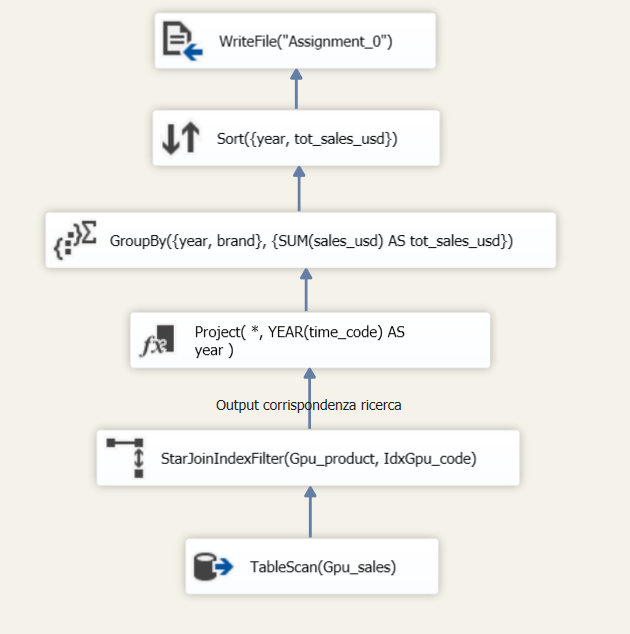 WriteFile("Assignment_0")
Sort({year, tot_sales_usd})
GroupBy({year, brand}, {SUM(sales_usd) AS tot_sales_usd})
Project( *, YEAR(time_code) AS
year )
Output corrispondenza ricerca
StarJoinIndexFilter(Gpu_product, IdxGpu_code)
TableScan(Gpu_sales)